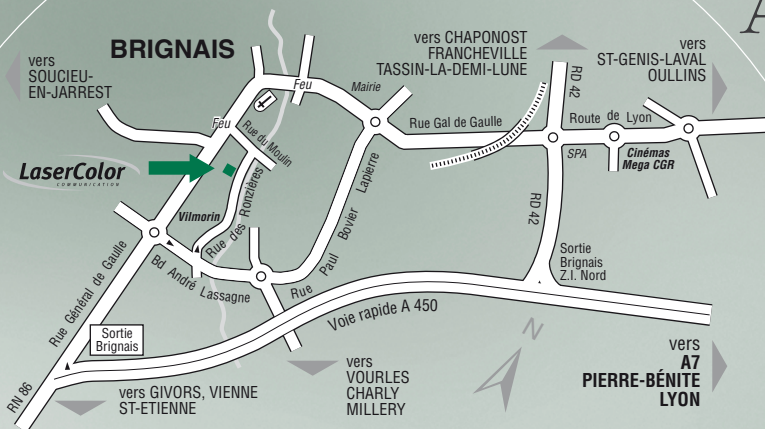 A
BRIGNAIS
vers
SOUCIEU-
EN-JARREST
vers CHAPONOST
FRANCHEVILLE
TASSIN-LA-DEMI-LUNE
vers
ST-GENIS-LAVAL
OULLINS
Feu
Mairie
RD 42
Feu
Rue du Moulin
Rue Gal de Gaulle
Route de Lyon
SPA
Cinémas
Mega CGR
LaserColor
COMMUNICATION
Vilmorin
Rue des Ronzières
Rue Paul Bovier Lapierre
RD 42
Rue Général de Gaulle
Bd André Lassagne
Sortie
Brignais
Z.I. Nord
Voie rapide A 450
Sortie
Brignais
N
RN 86
vers GIVORS, VIENNE
ST-ETIENNE
vers
VOURLES
CHARLY
MILLERY
vers
A7
PIERRE-BÉNITE
LYON